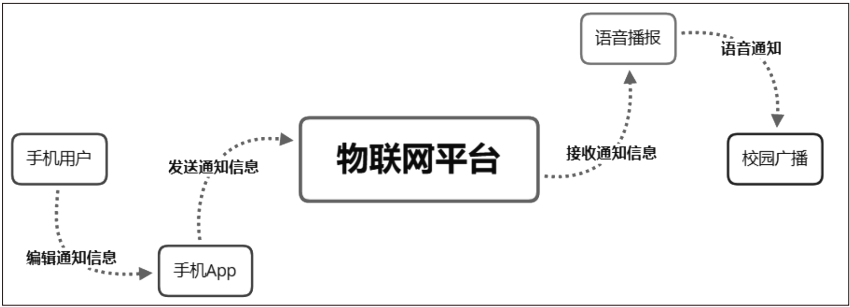 手机用户
编辑通知信息
手机App
发送通知信息
物联网平台
接收通知信息
语音播报
语音通知
校园广播